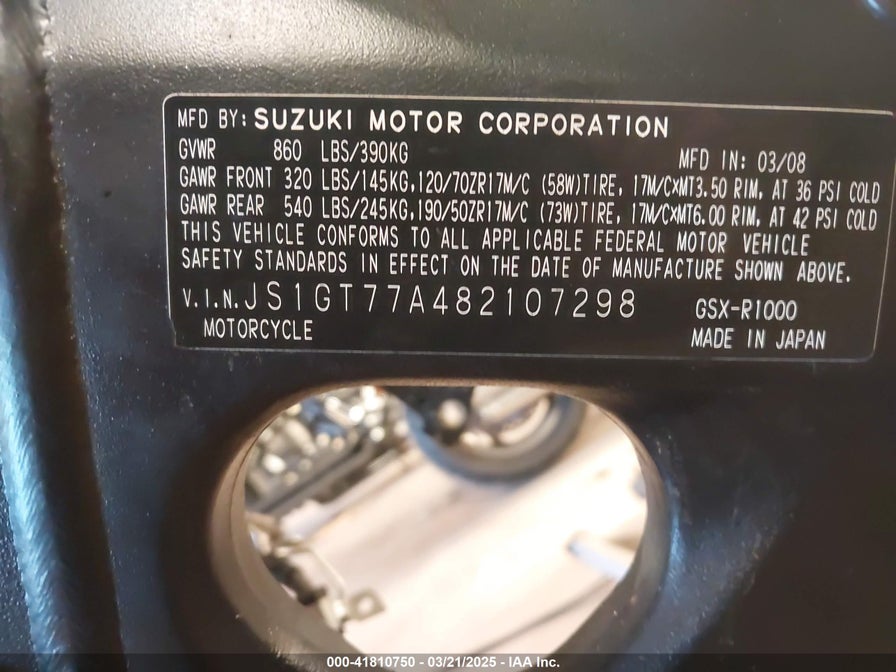 MFD BY: SUZUKI MOTOR CORPORATION
GVWR 860 LBS/390KG MFD IN: 03/08
GAWR FRONT 320 LBS/145KG,120/70ZR17M/C (58W)TIRE, 17M/C×MT3.50 RIM, AT 36 PSI COLD
GAWR REAR 540 LBS/245KG,190/50ZR17M/C (73W)TIRE, 17M/C×MT6.00 RIM, AT 42 PSI COLD
THIS VEHICLE CONFORMS TO ALL APPLICABLE FEDERAL MOTOR VEHICLE
SAFETY STANDARDS IN EFFECT ON THE DATE OF MANUFACTURE SHOWN ABOVE.
V.I.N. JS1GT77A482107298 GSX-R1000
MOTORCYCLE MADE IN JAPAN
000-41810750 - 03/21/2025 - IAA Inc.